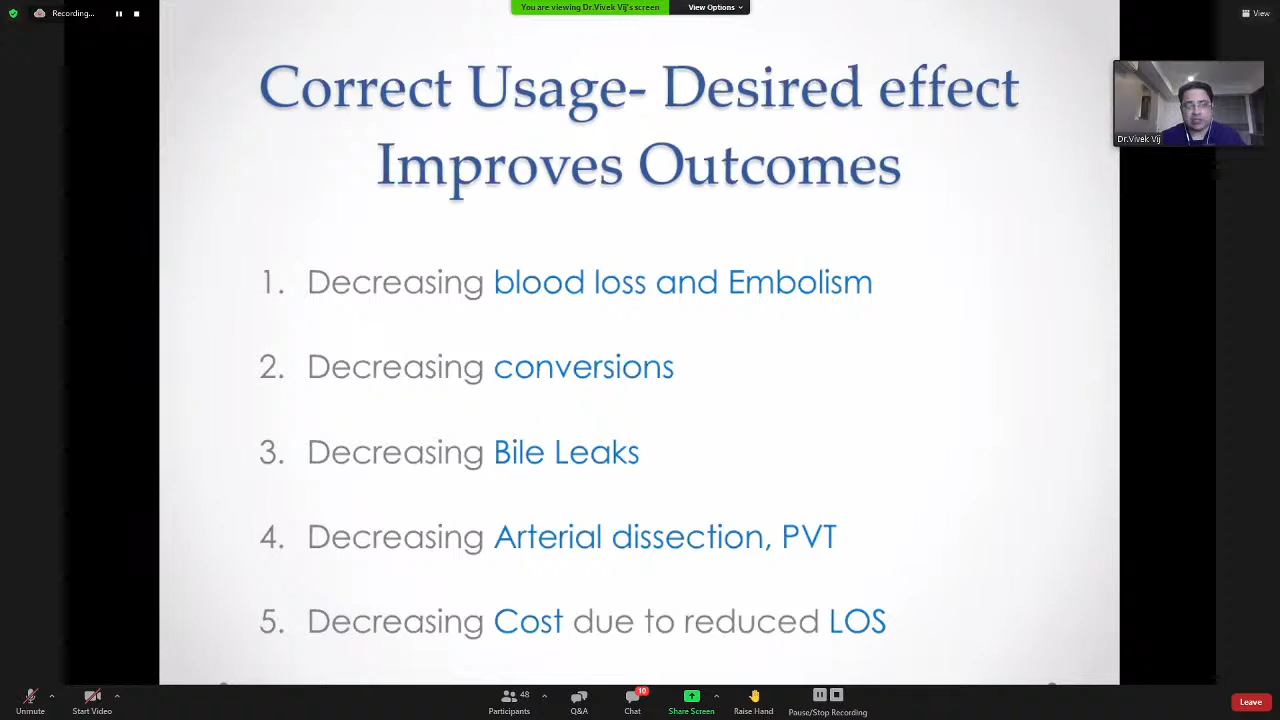 Recording...
You are viewing Dr.Vivek Vij's screen
View Options
View
Correct Usage- Desired effect
Improves Outcomes
Dr.Vivek Vij
1. Decreasing blood loss and Embolism
2. Decreasing conversions
3. Decreasing Bile Leaks
4. Decreasing Arterial dissection, PVT
5. Decreasing Cost due to reduced LOS
Unmute
Start Video
48
Participants
Q&A
10
Chat
Share Screen
Raise Hand
Pause/Stop Recording
Leave